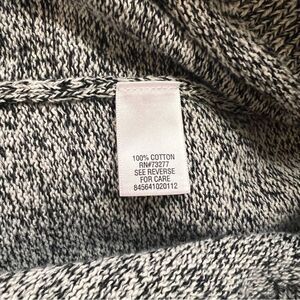 100% COTTON
RN#73277
SEE REVERSE
FOR CARE
845641020112